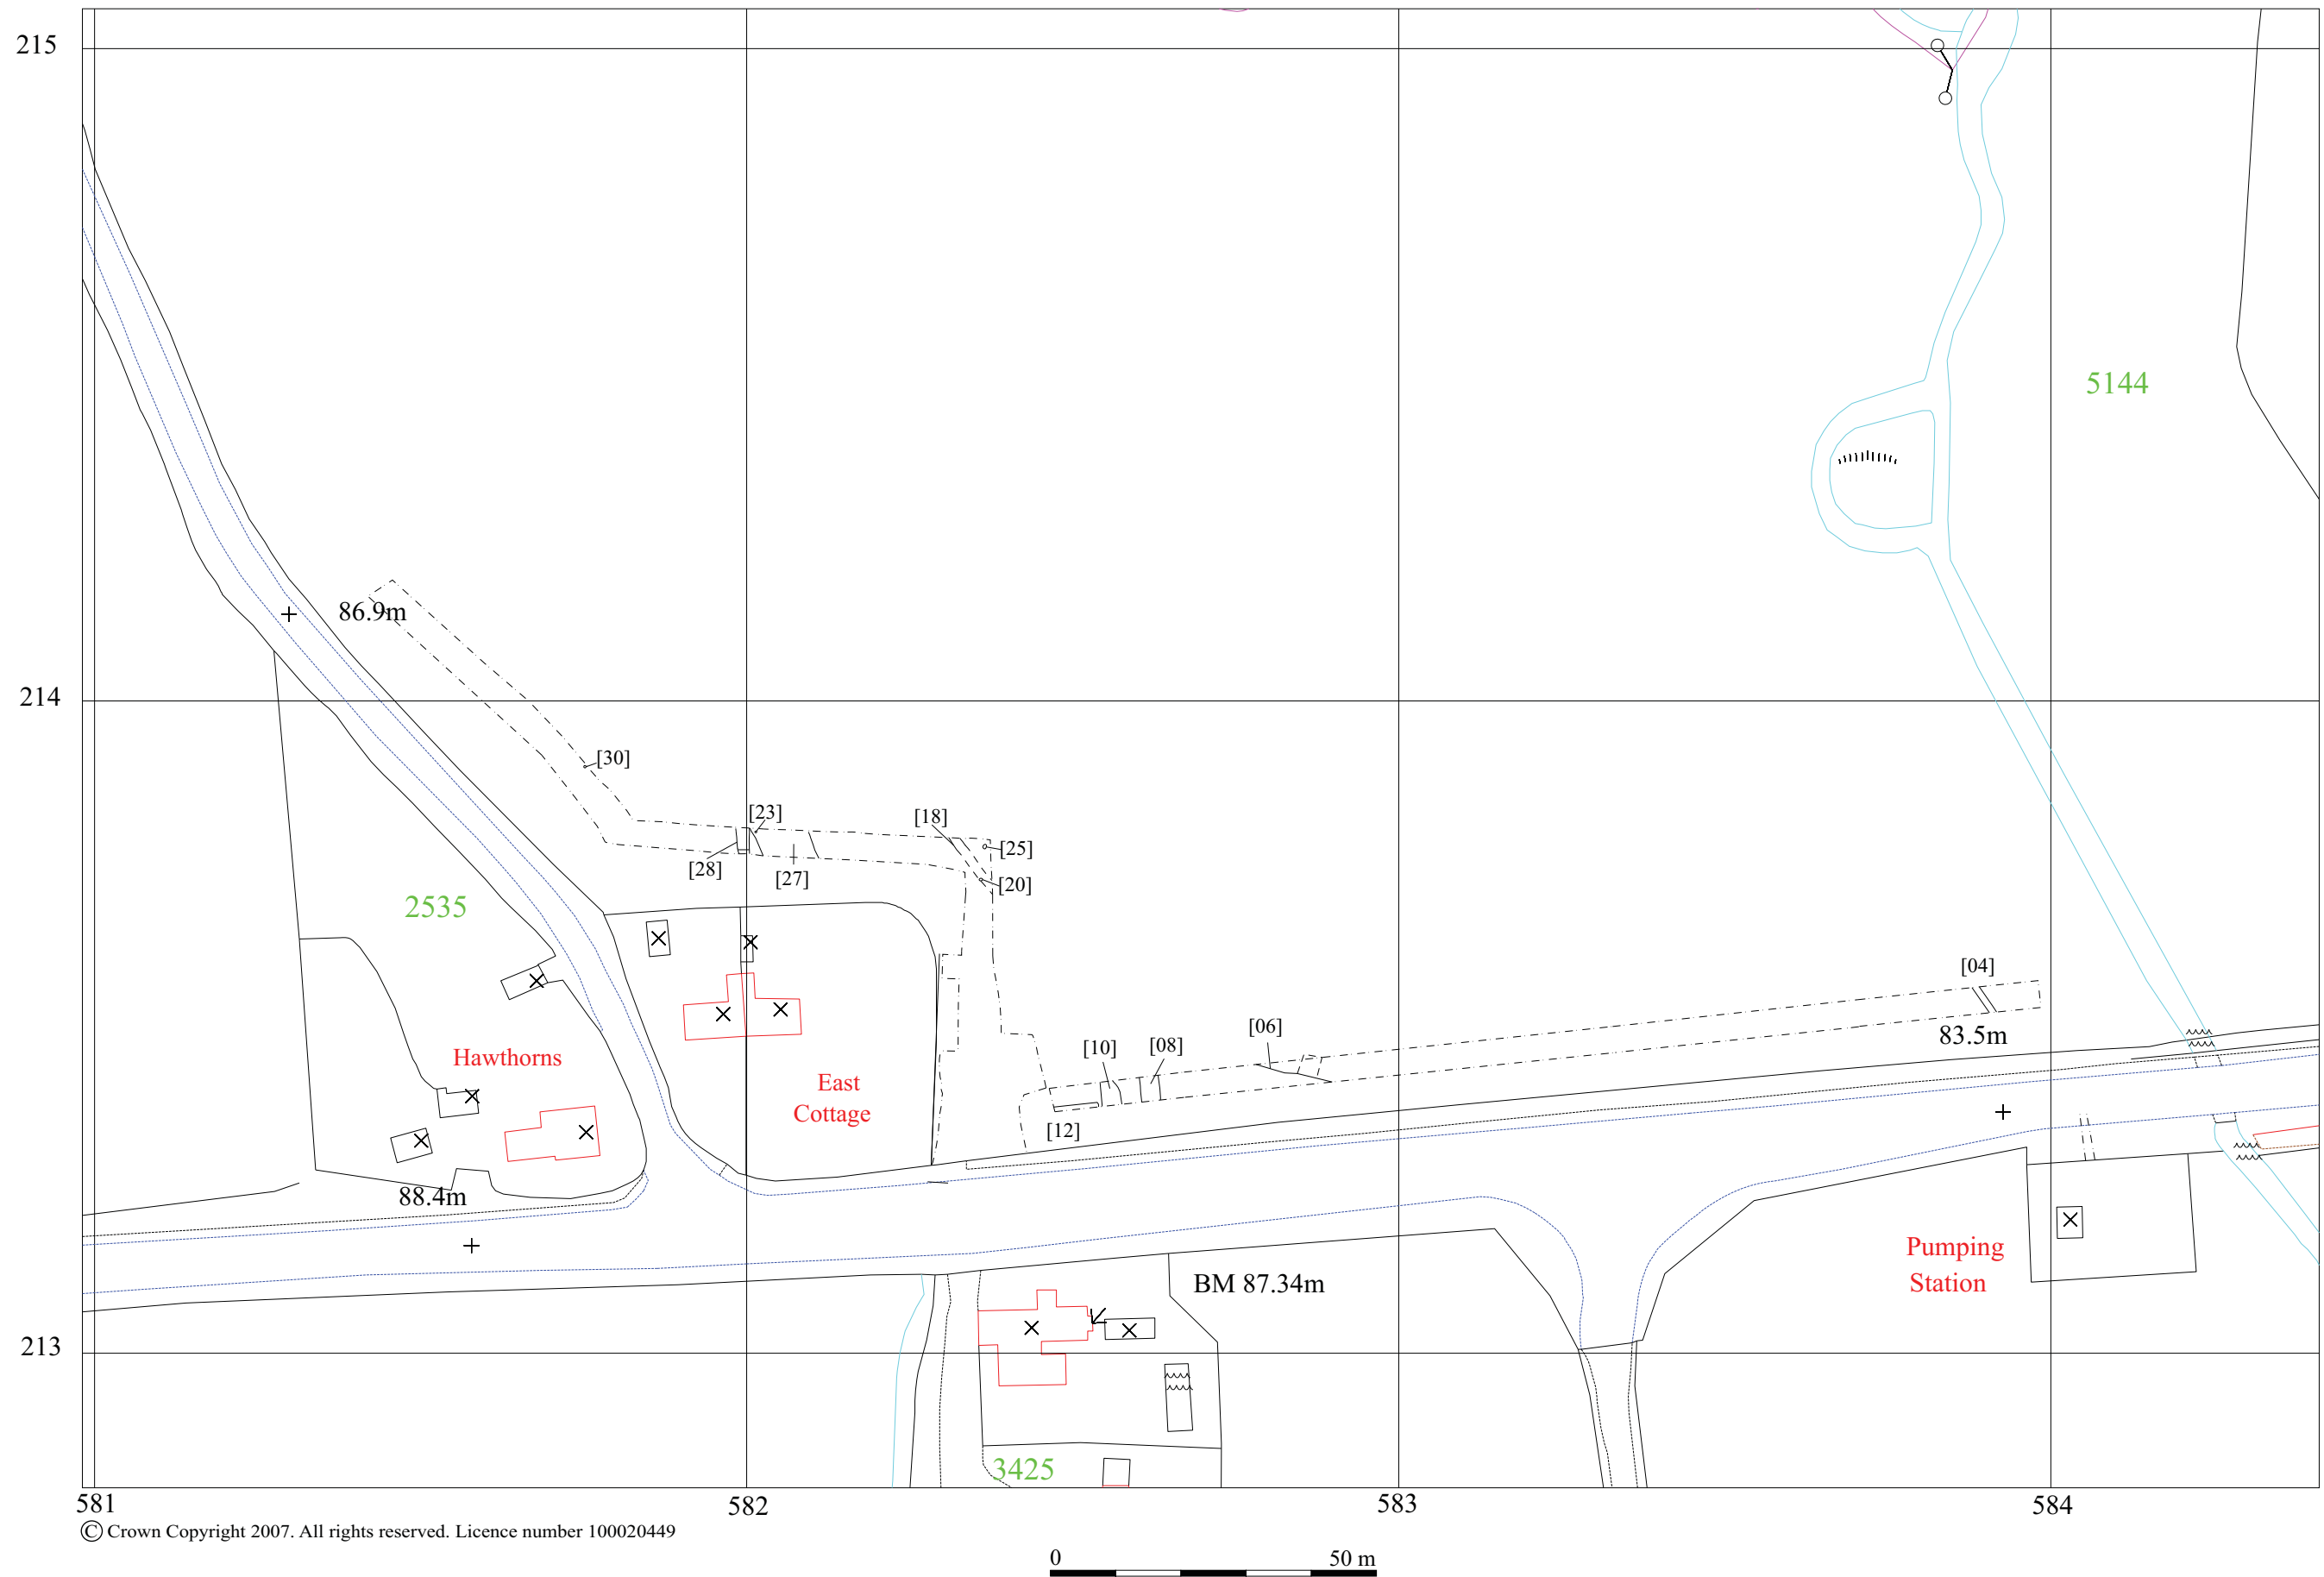 215
5144
214
86.9m
[30]
[23]
[18]
[25]
[28]
[27]
[20]
2535
[04]
83.5m
[06]
[10]
[08]
[12]
Hawthorns
East
Cottage
88.4m
Pumping
Station
BM 87.34m
213
3425
581
582
583
584
© Crown Copyright 2007. All rights reserved. Licence number 100020449
0 50 m